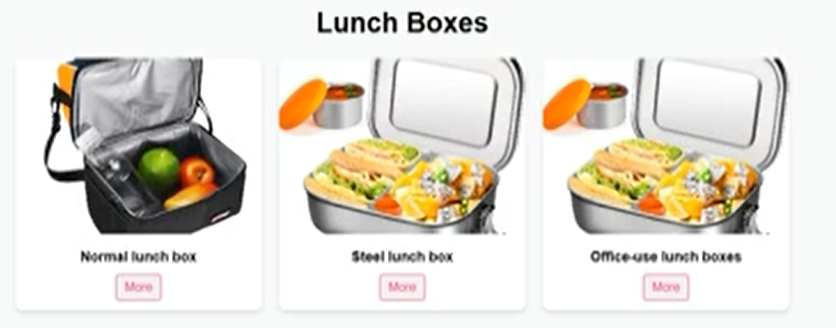 Lunch Boxes
Normal lunch box
Steel lunch box
Office-use lunch boxes
More
More
More